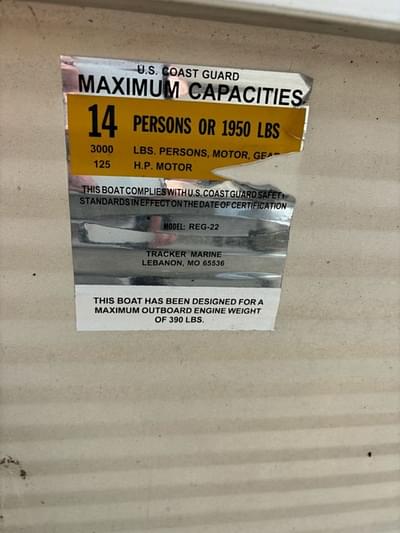 U.S. COAST GUARD
MAXIMUM CAPACITIES
14 PERSONS OR 1950 LBS
3000 LBS. PERSONS, MOTOR, GEA
125 H.P. MOTOR
THIS BOAT COMPLIES WITH U.S. COAST GUARD SAFETY
STANDARDS IN EFFECT ON THE DATE OF CERTIFICATION
MODEL: REG-22
TRACKER MARINE
LEBANON, MO 65536
THIS BOAT HAS BEEN DESIGNED FOR A
MAXIMUM OUTBOARD ENGINE WEIGHT
OF 390 LBS.